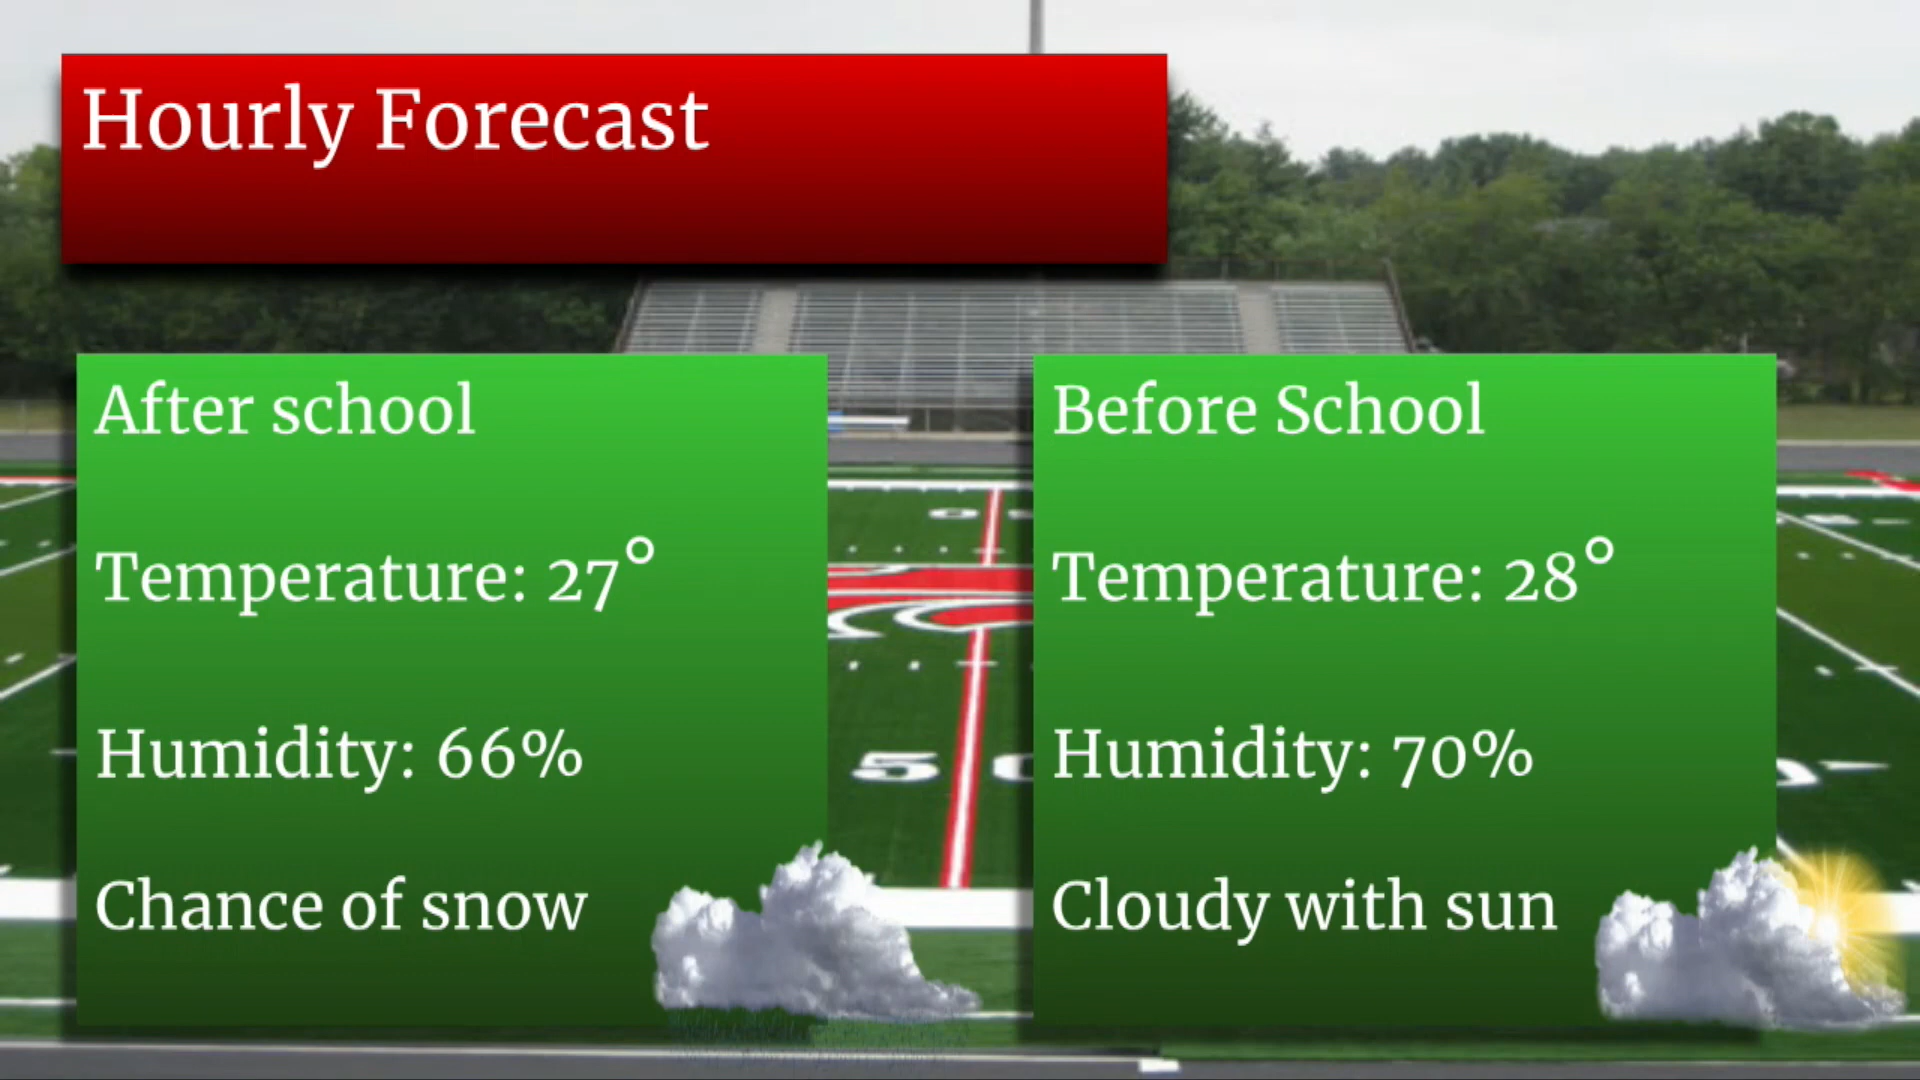 Hourly Forecast
After school
Temperature: 27°
Humidity: 66%
Chance of snow
Before School
Temperature: 28°
Humidity: 70%
Cloudy with sun
50